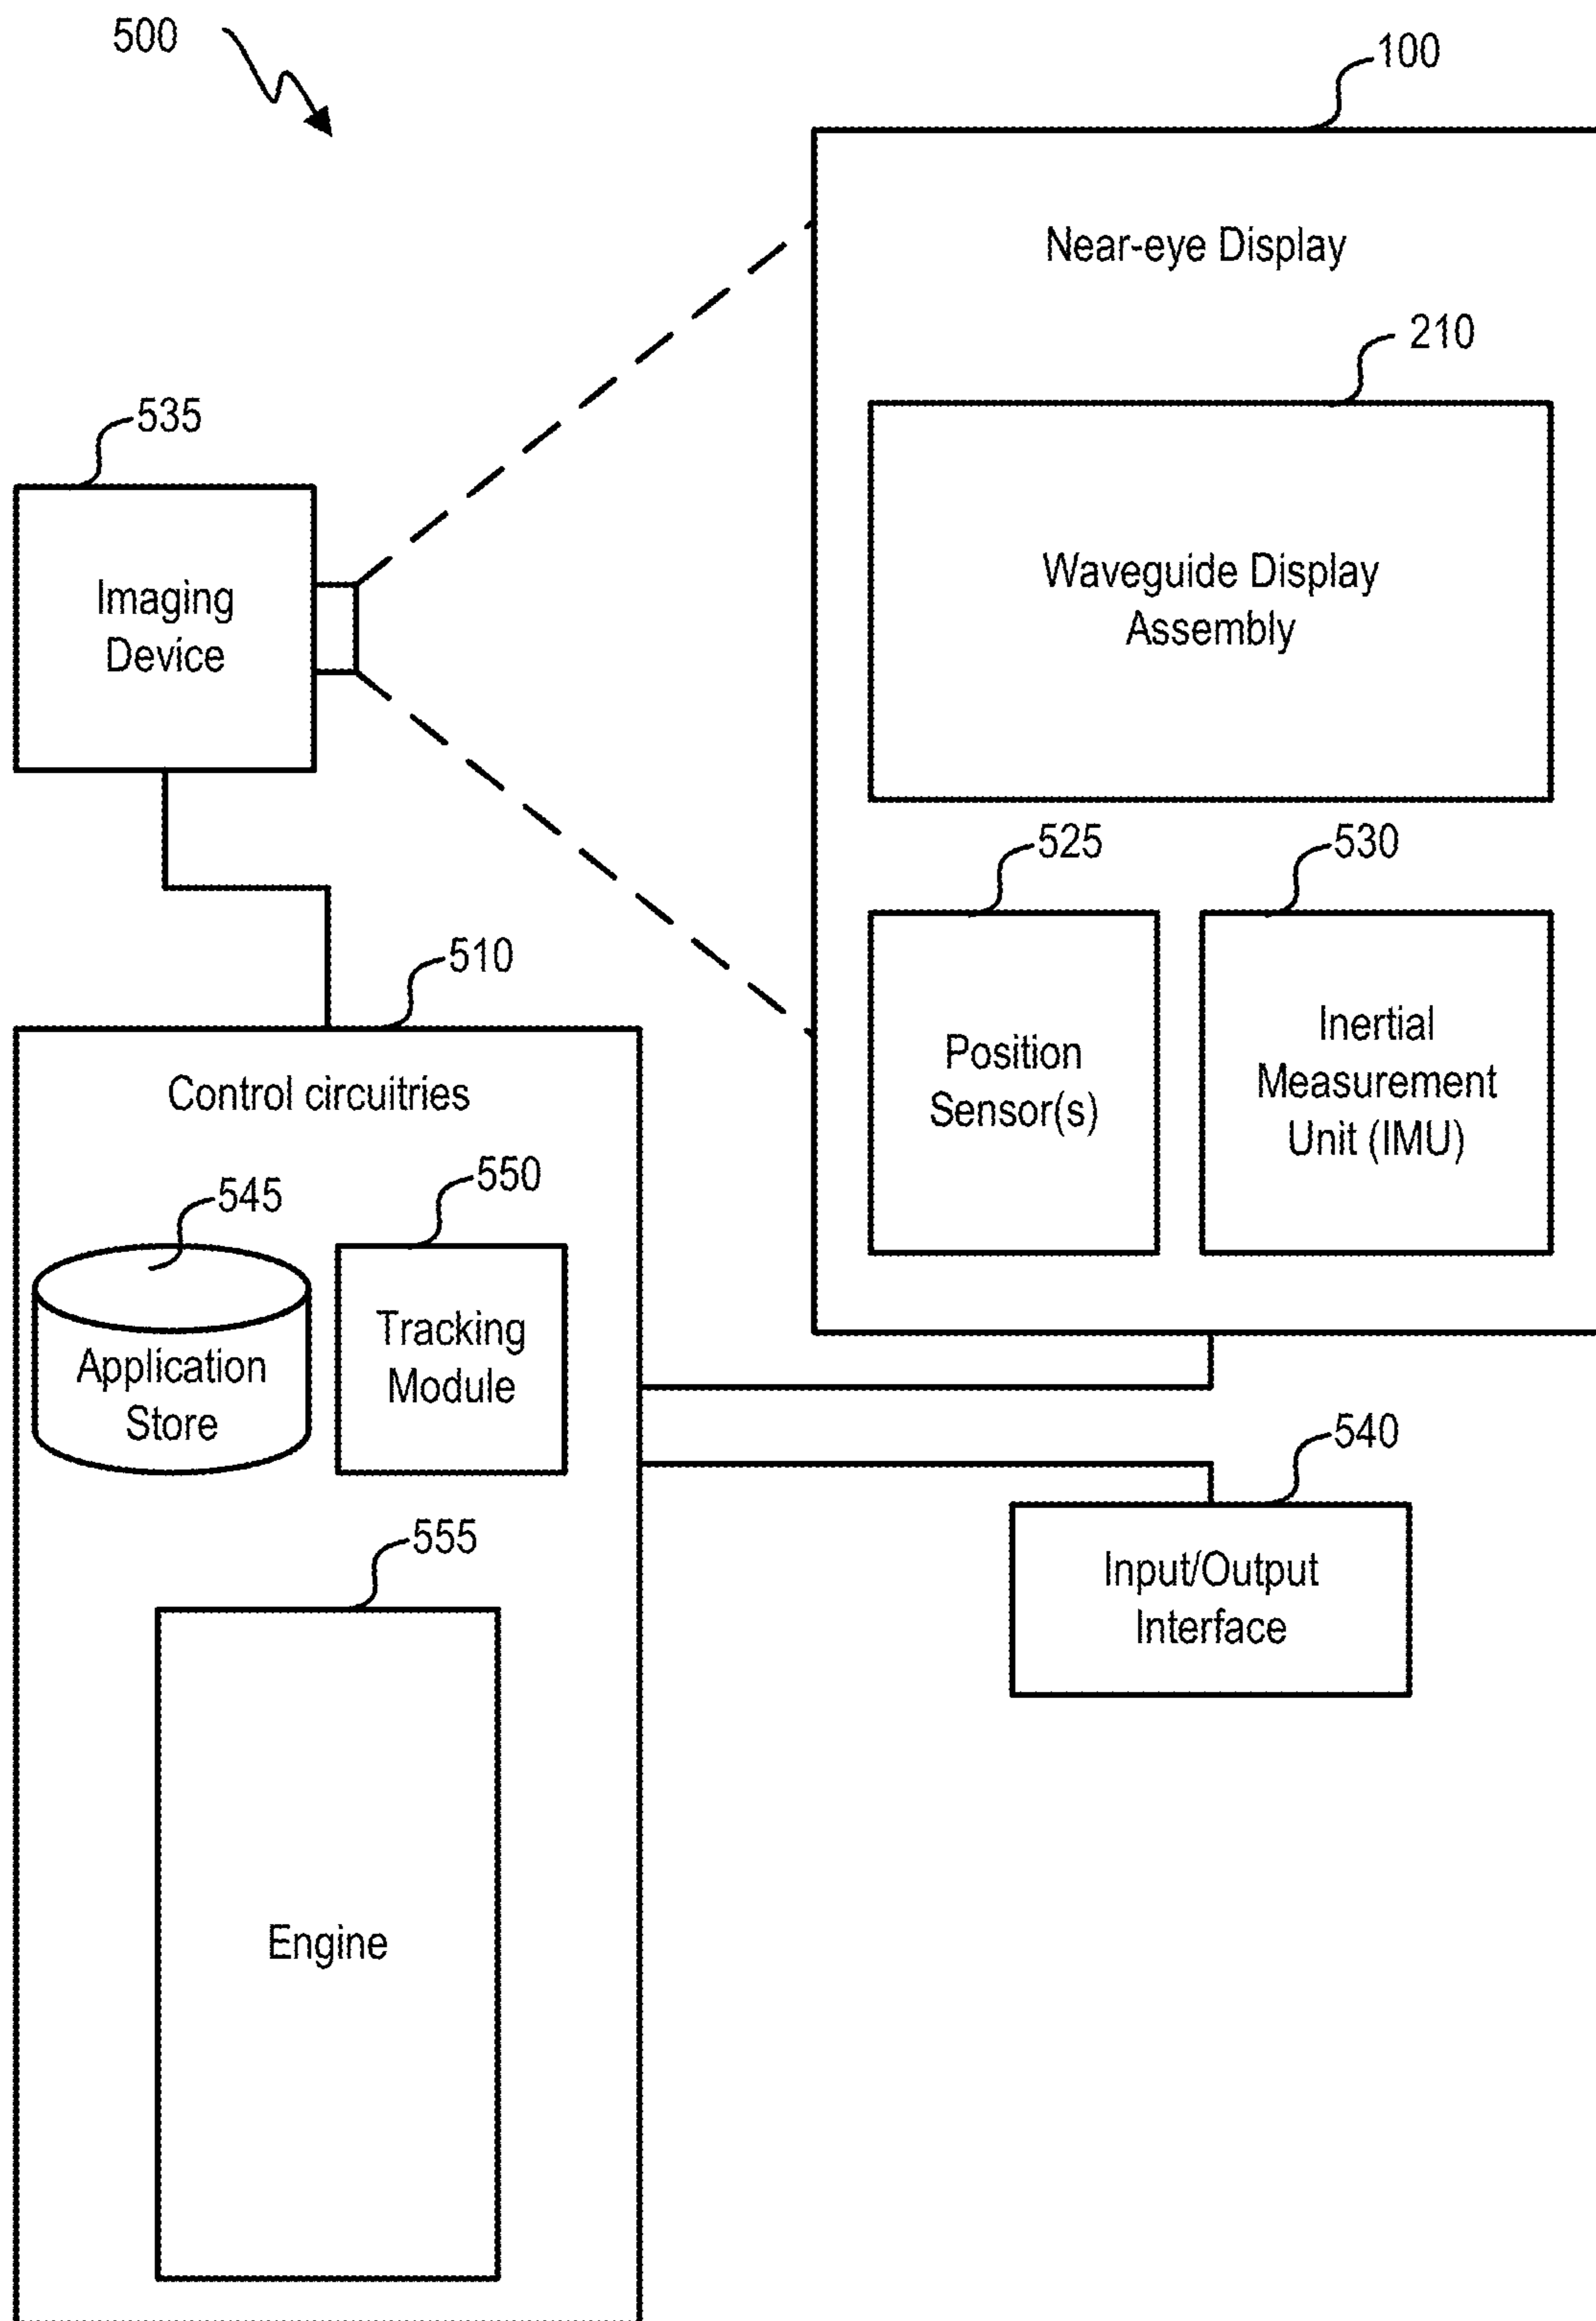 500
100
Near-eye Display
210
535
Waveguide Display
Assembly
Imaging
Device
525
530
510
Position
Sensor(s)
Inertial
Measurement
Unit (IMU)
Control circuitries
545
550
Application
Store
Tracking
Module
540
555
Input/Output
Interface
Engine